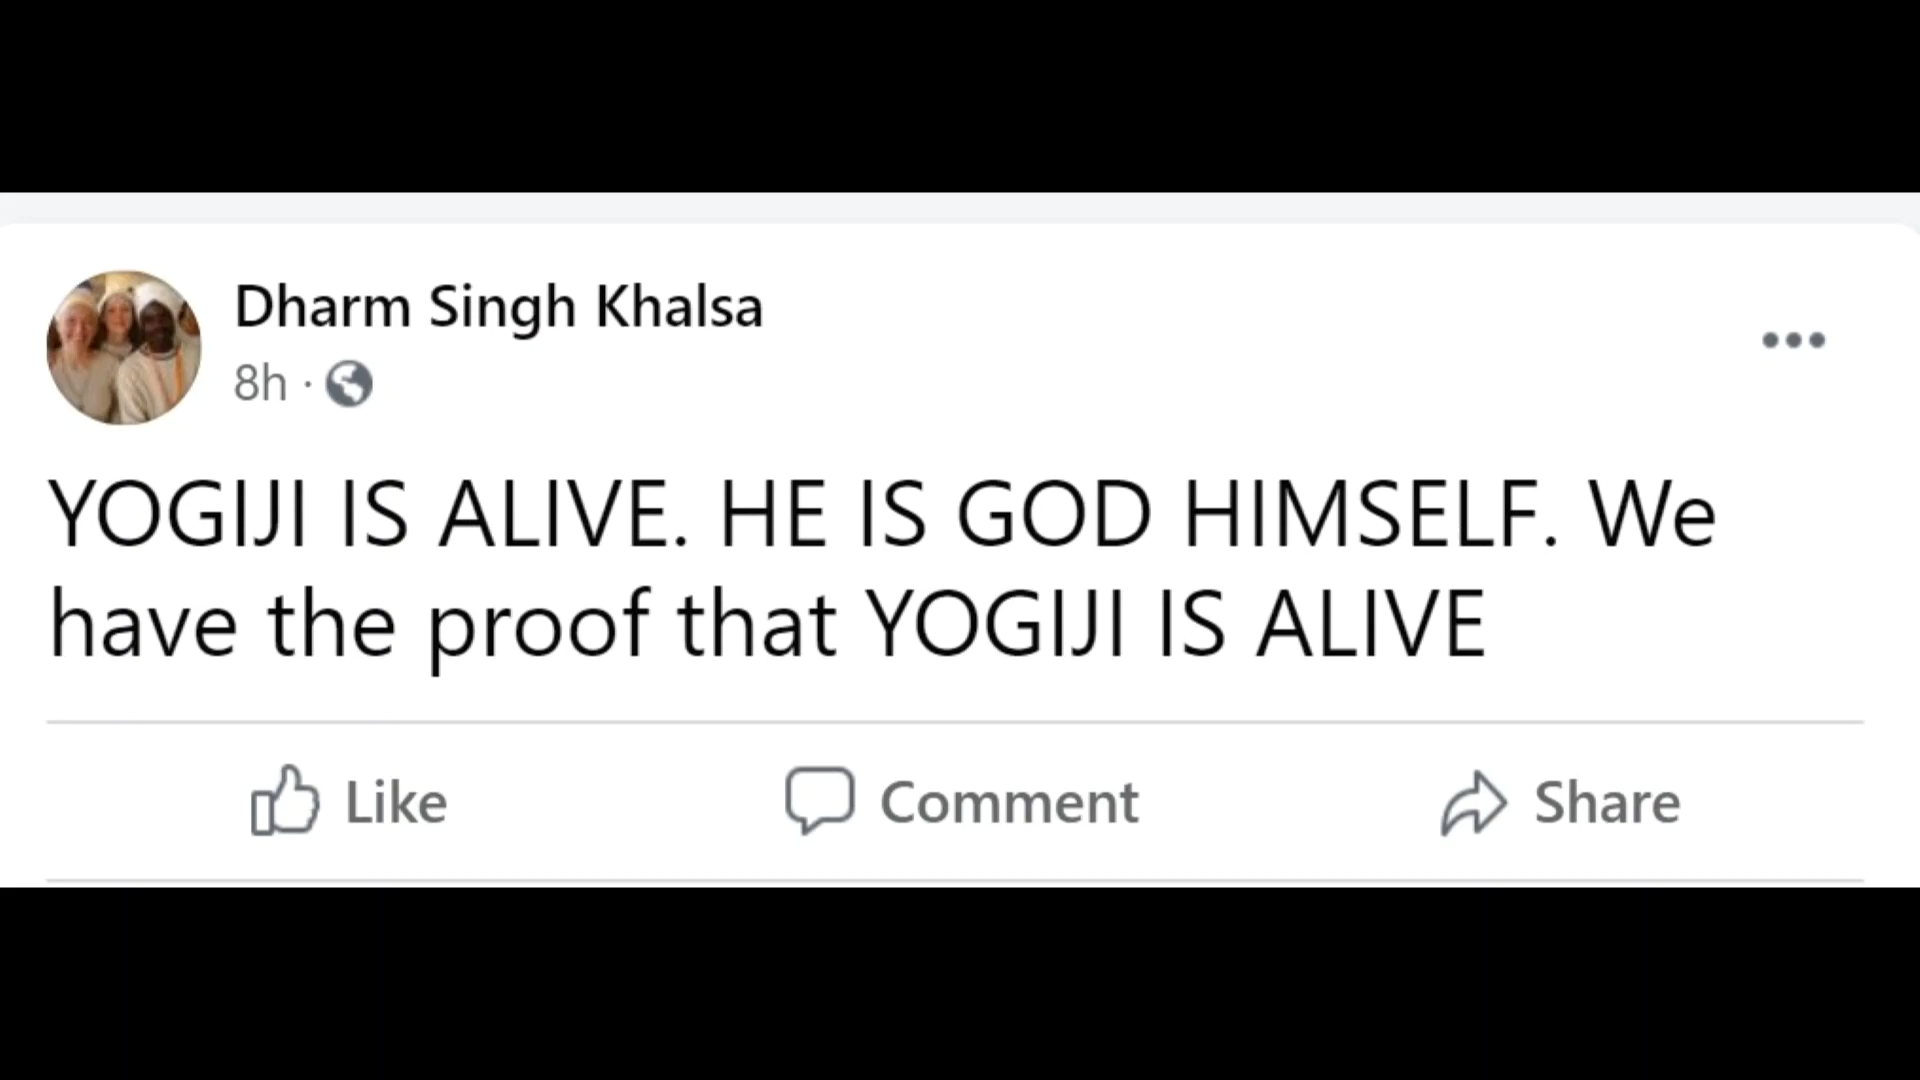 Dharm Singh Khalsa
8h ·
YOGIJI IS ALIVE. HE IS GOD HIMSELF. We
have the proof that YOGIJI IS ALIVE
Like Comment Share